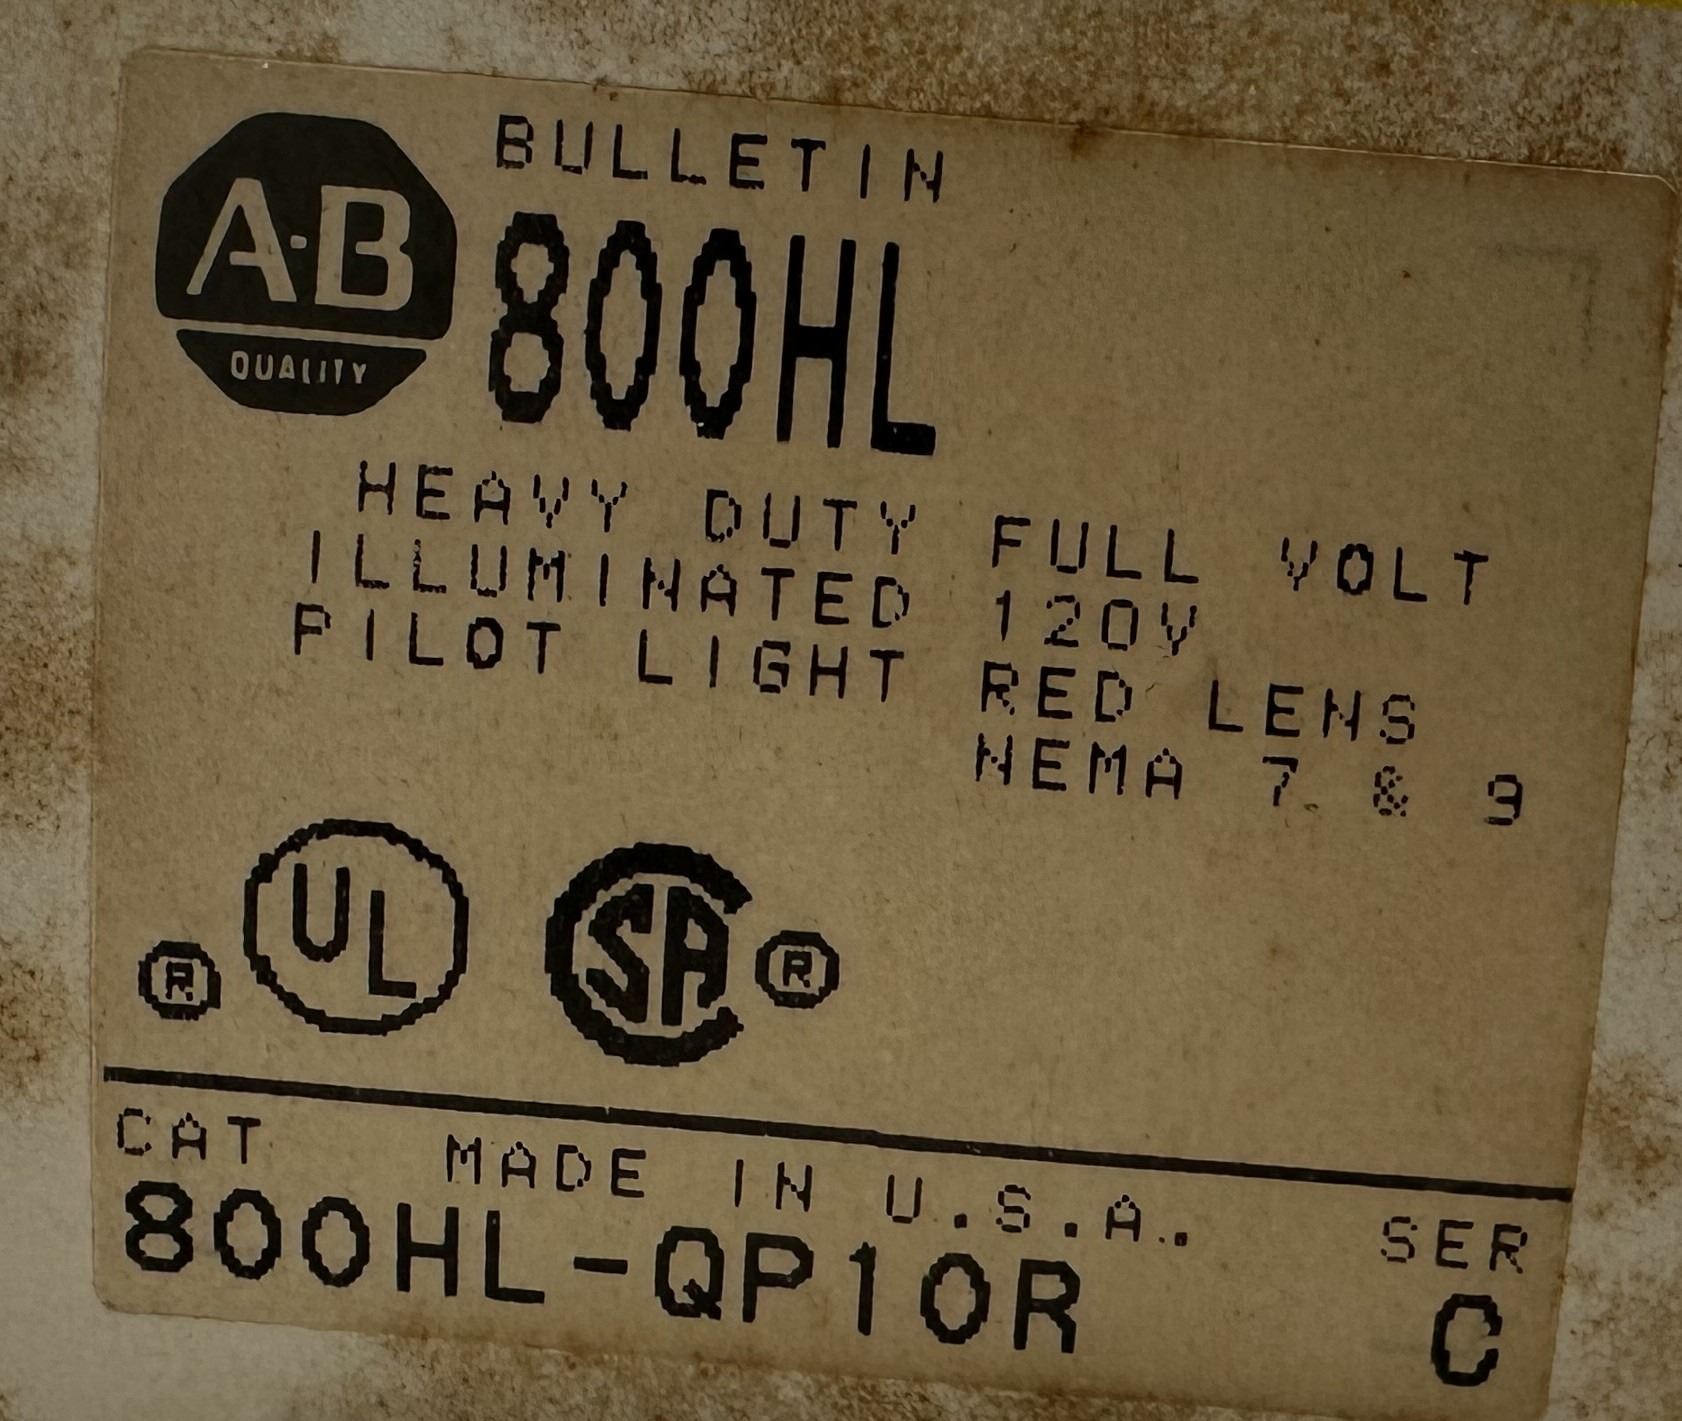 A-B
QUALITY
BULLETIN
800HL
HEAVY DUTY FULL VOLT
ILLUMINATED 120V
PILOT LIGHT RED LENS
NEMA 7 & 9
® UL SA ®
CAT MADE IN U.S.A. SER
800HL-QP10R C